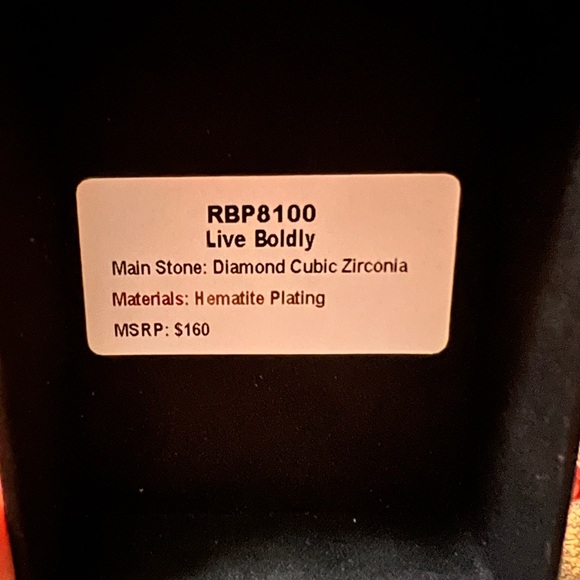 RBP8100
Live Boldly
Main Stone: Diamond Cubic Zirconia
Materials: Hematite Plating
MSRP: $160